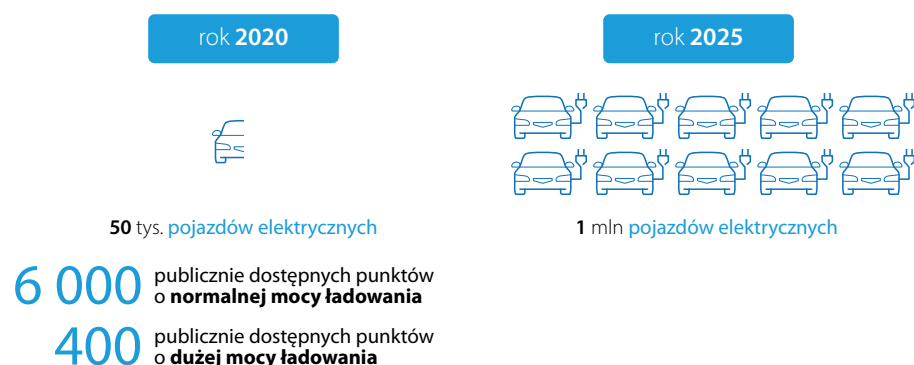 rok 2020
rok 2025
50 tys. pojazdów elektrycznych
1 mln pojazdów elektrycznych
6 000 publicznie dostępnych punktów
o normalnej mocy ładowania
400 publicznie dostępnych punktów
o dużej mocy ładowania